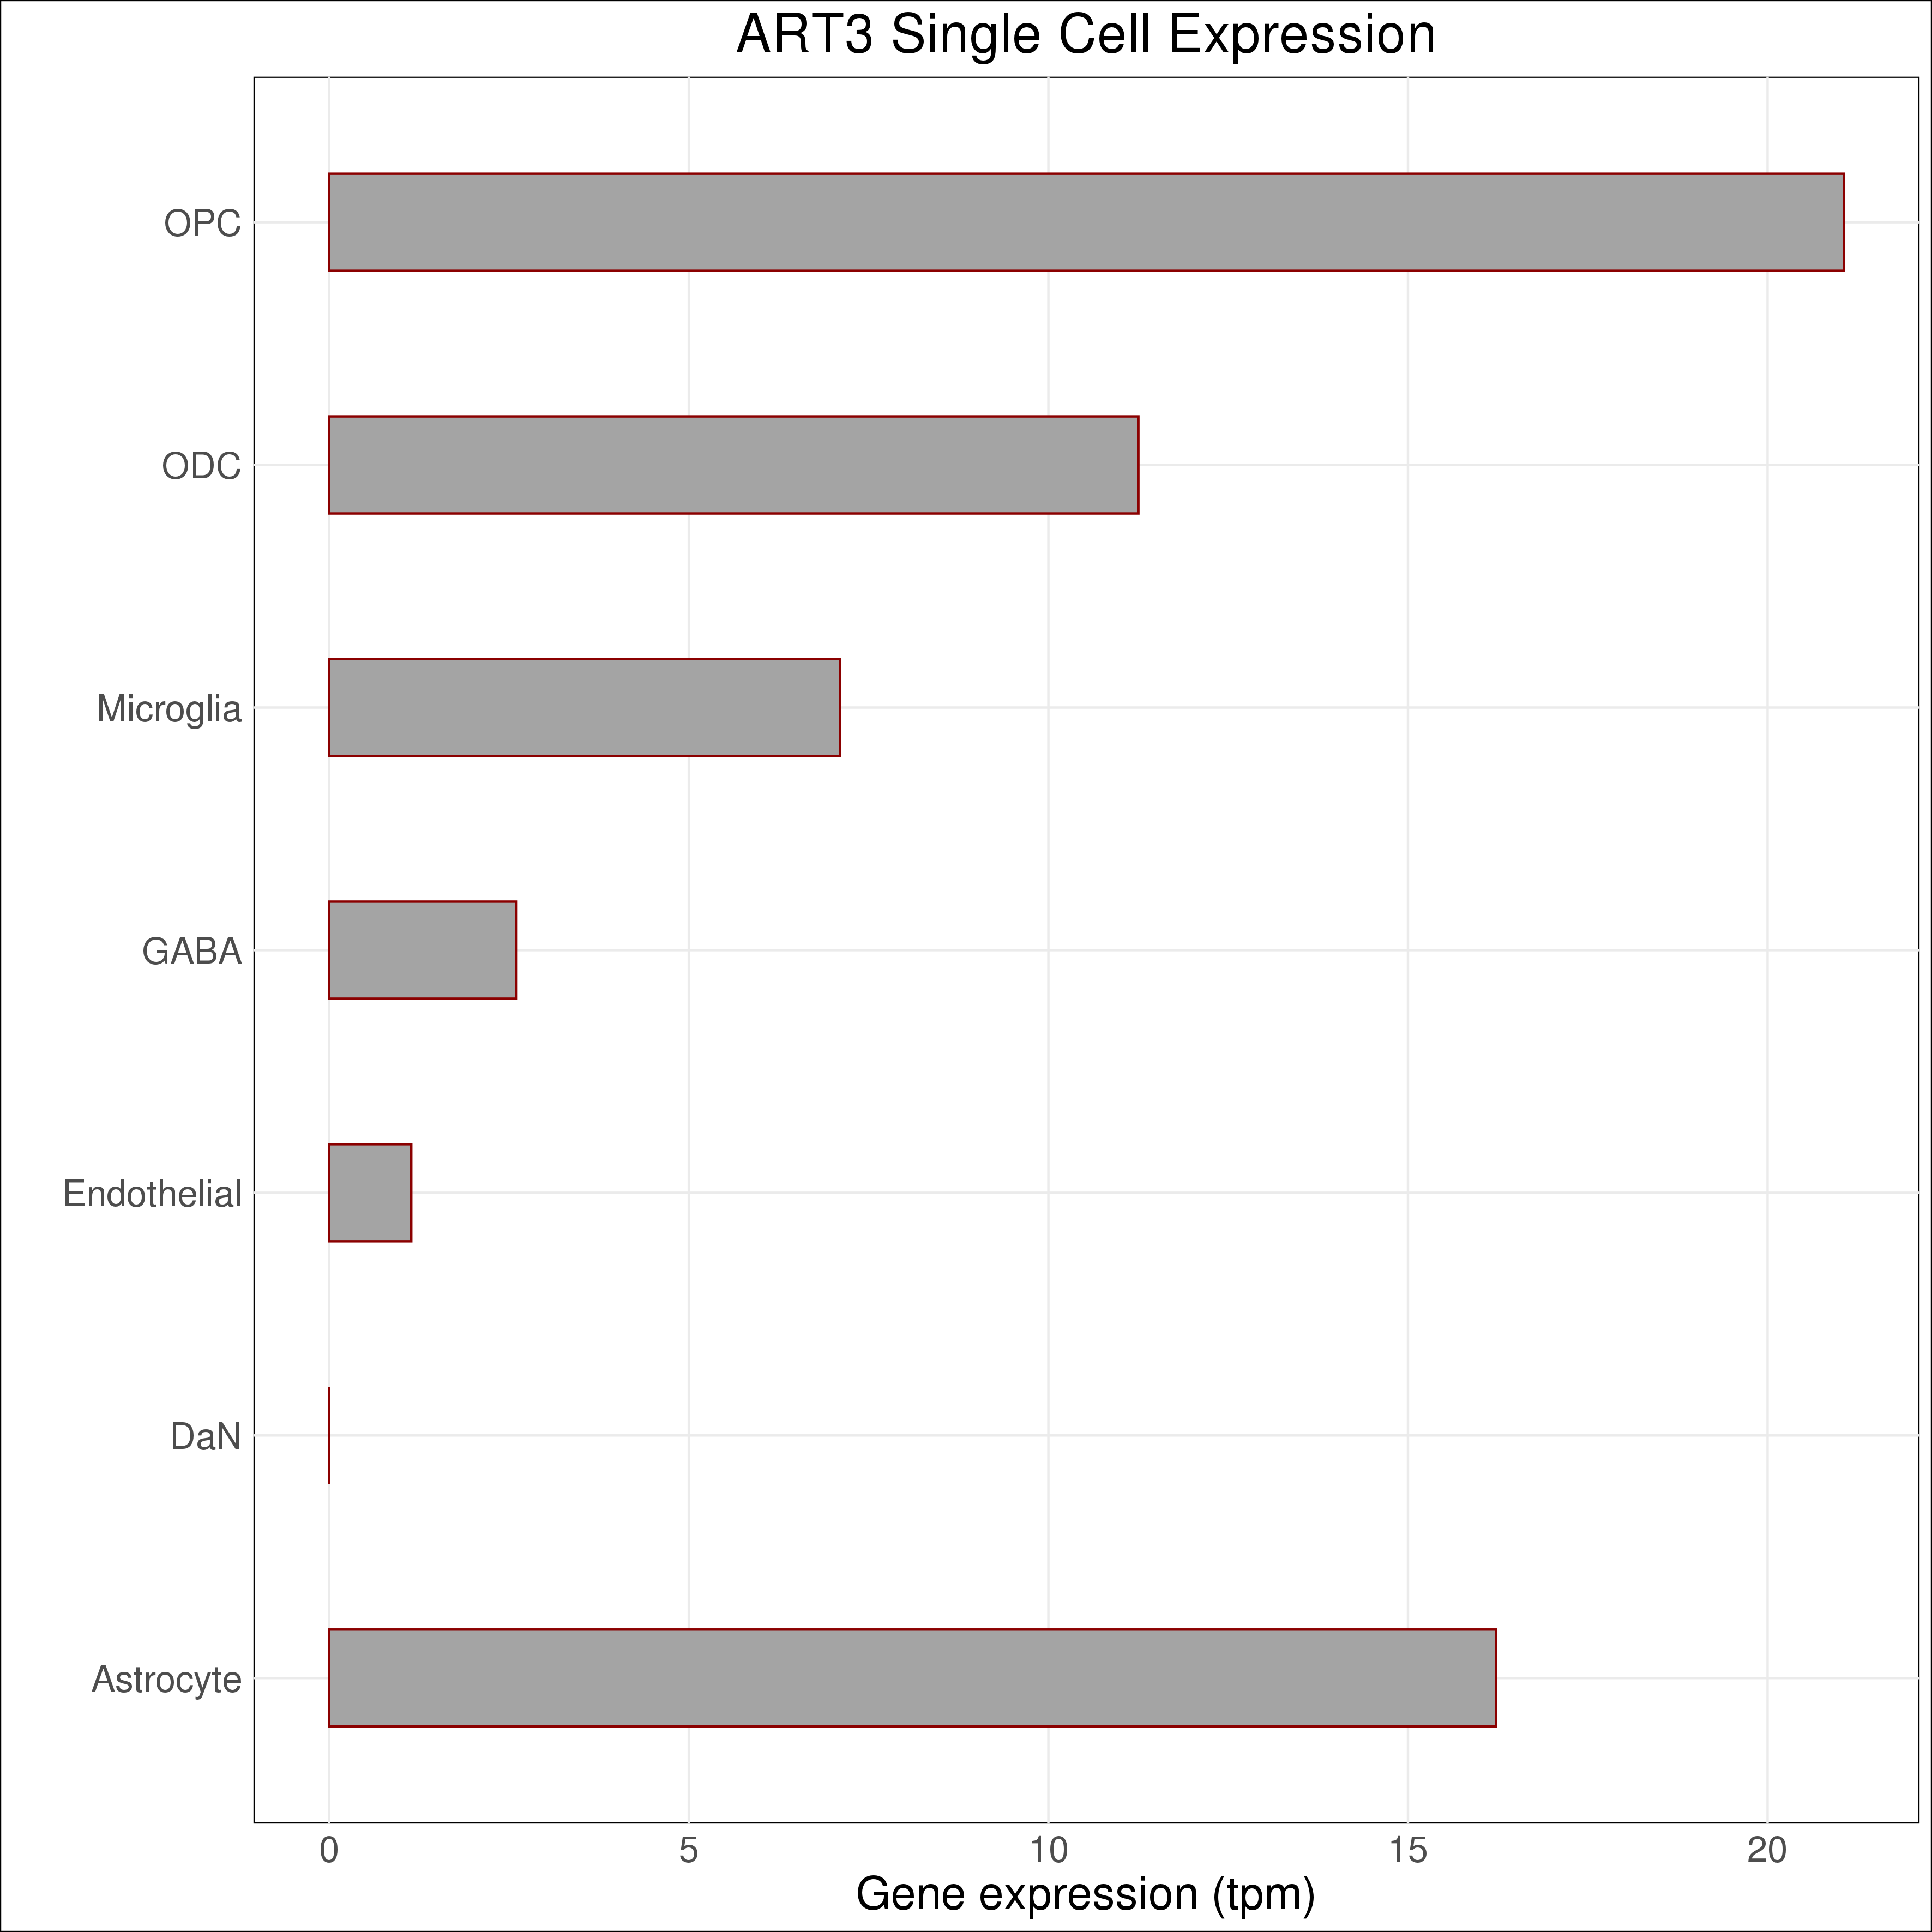 ART3 Single Cell Expression
OPC
ODC
Microglia
GABA
Endothelial
DaN
Astrocyte
0 5 10 15 20
Gene expression (tpm)